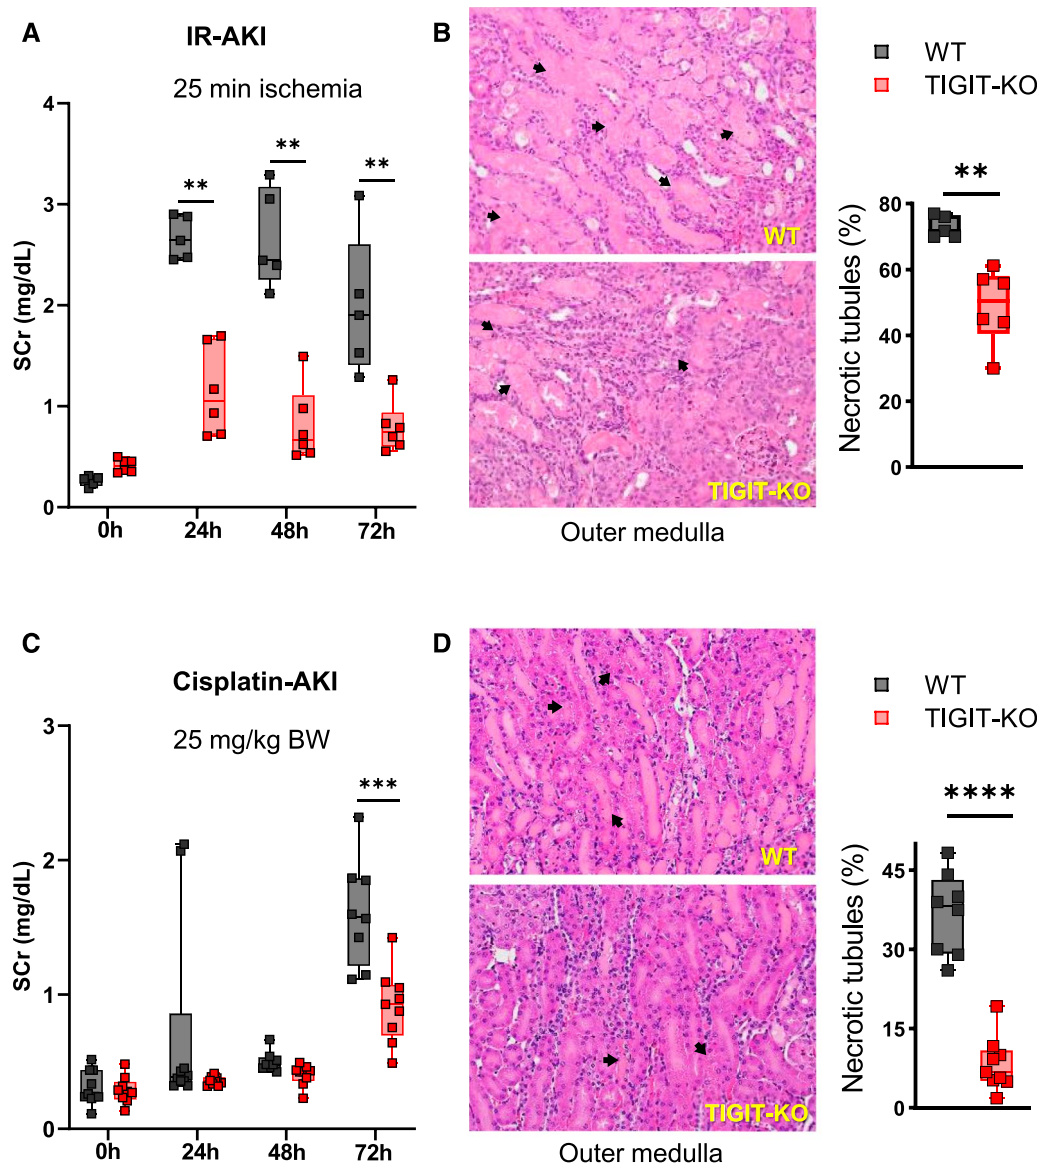 A
IR-AKI
25 min ischemia
SCr (mg/dL)
4
3
2
1
0
**
**
**
0h
24h
48h
72h
B
WT
TIGIT-KO
Outer medulla
WT
TIGIT-KO
**
Necrotic tubules (%)
80
60
40
20
0
C
Cisplatin-AKI
25 mg/kg BW
SCr (mg/dL)
3
2
1
0
***
0h
24h
48h
72h
D
WT
TIGIT-KO
Outer medulla
WT
TIGIT-KO
****
Necrotic tubules (%)
45
30
15
0